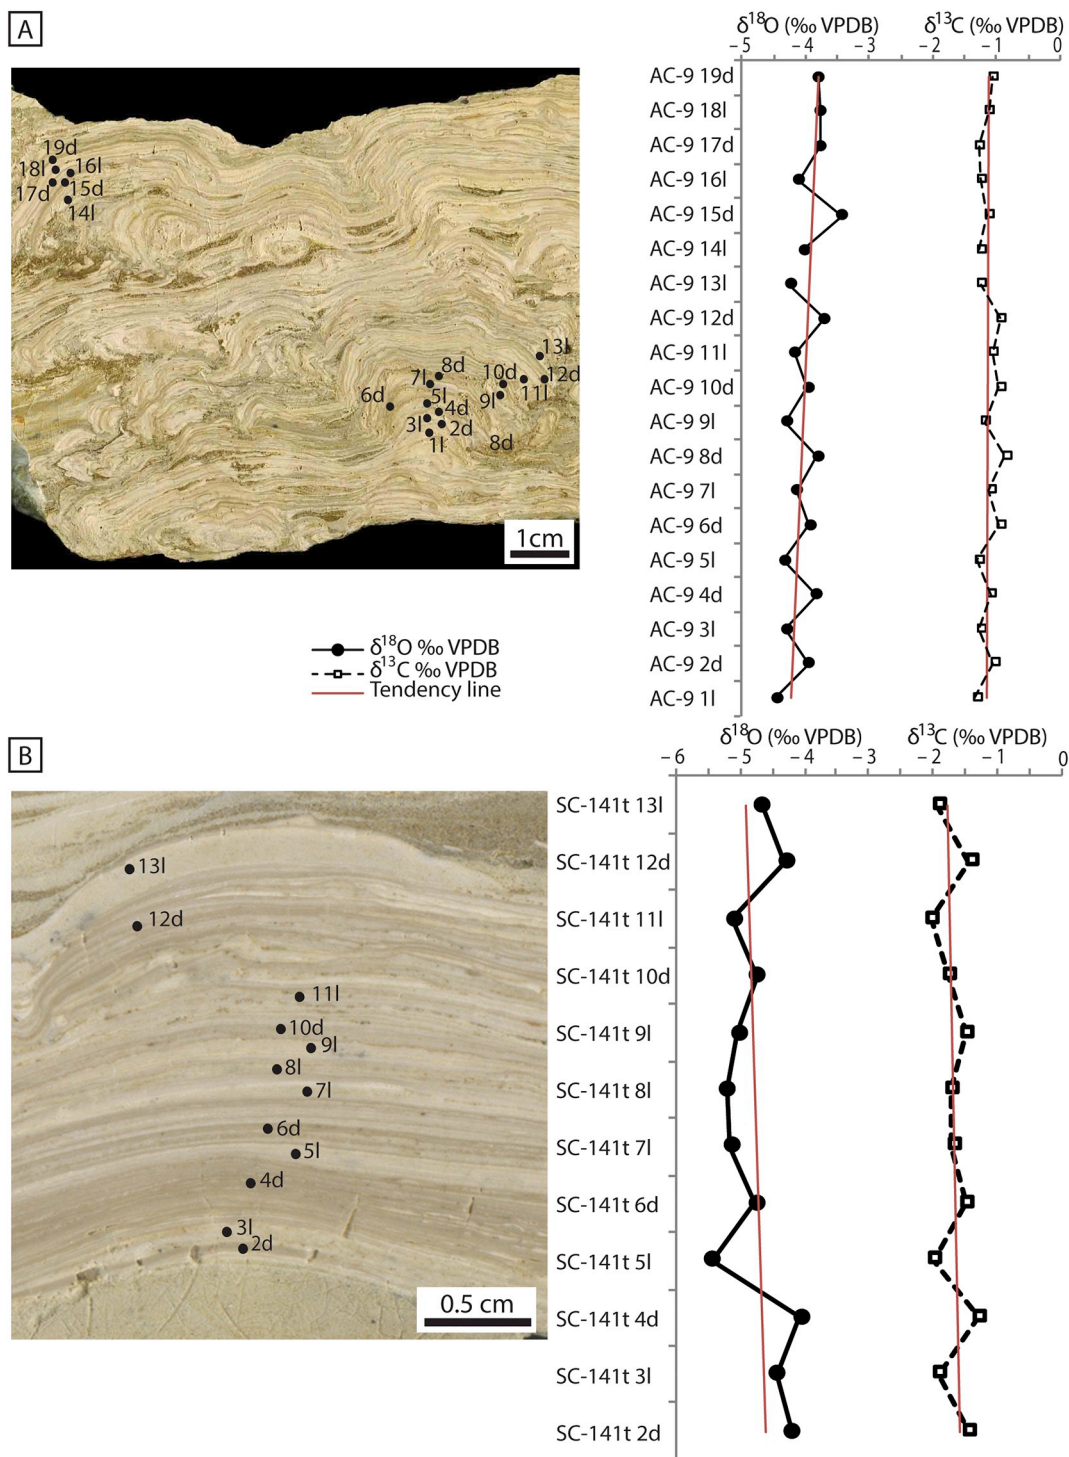 A
δ18O (‰ VPDB) δ13C (‰ VPDB)
−5 −4 −3 −2 −1 0
AC-9 19d
AC-9 18l
AC-9 17d
AC-9 16l
AC-9 15d
AC-9 14l
AC-9 13l
AC-9 12d
AC-9 11l
AC-9 10d
AC-9 9l
AC-9 8d
AC-9 7l
AC-9 6d
AC-9 5l
AC-9 4d
AC-9 3l
AC-9 2d
AC-9 1l
19d
18l 16l
17d 15d
14l
13l
8d 10d 12d
7l
6d 5l 9l 11l
4d
3l 2d
1l 8d
1cm
δ18O ‰ VPDB
δ13C ‰ VPDB
Tendency line
B
δ18O (‰ VPDB) δ13C (‰ VPDB)
−6 −5 −4 −3 −2 −1 0
SC-141t 13l
SC-141t 12d
SC-141t 11l
SC-141t 10d
SC-141t 9l
SC-141t 8l
SC-141t 7l
SC-141t 6d
SC-141t 5l
SC-141t 4d
SC-141t 3l
SC-141t 2d
13l
12d
11l
10d
9l
8l
7l
6d
5l
4d
3l
2d
0.5 cm